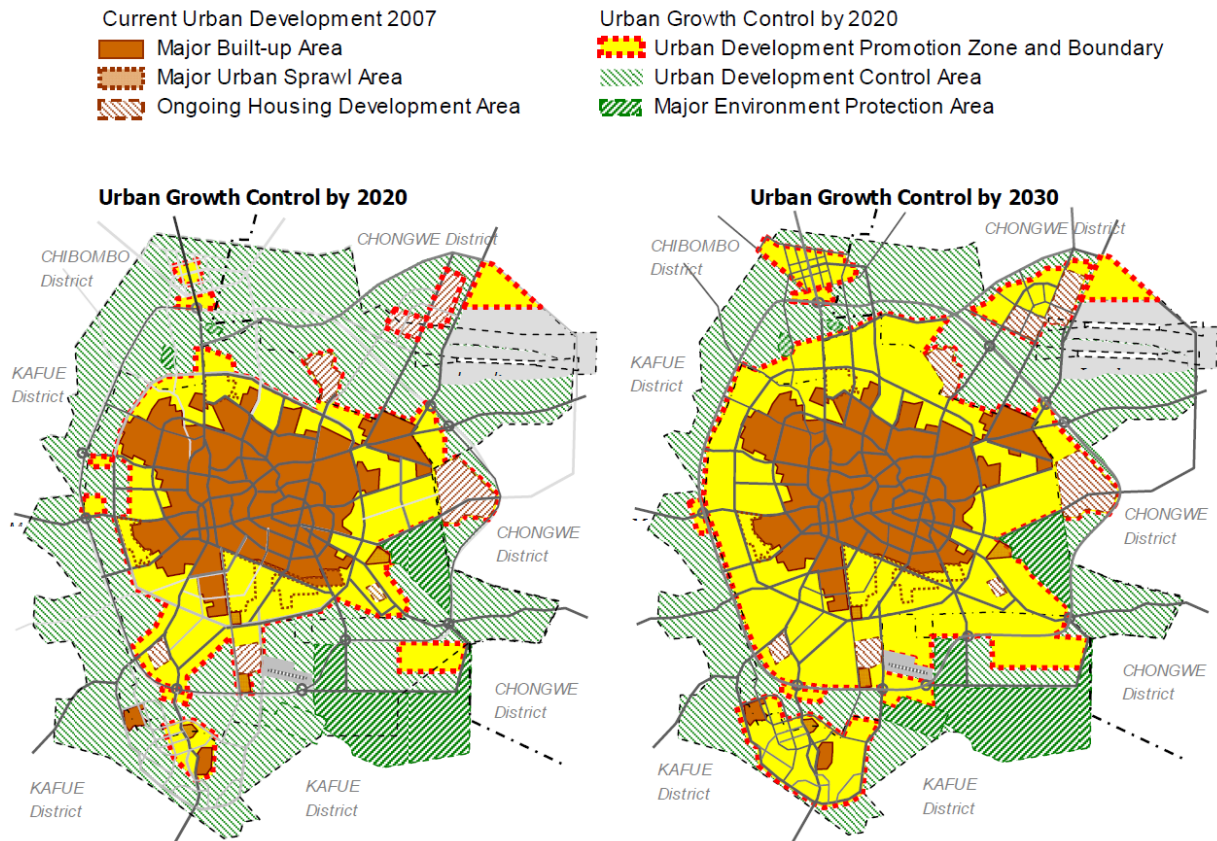 Current Urban Development 2007
Major Built-up Area
Major Urban Sprawl Area
Ongoing Housing Development Area
Urban Growth Control by 2020
Urban Development Promotion Zone and Boundary
Urban Development Control Area
Major Environment Protection Area
Urban Growth Control by 2020
CHIBOMBO
District
CHONGWE District
KAFUE
District
CHONGWE
District
CHONGWE
District
KAFUE
District
KAFUE
District
Urban Growth Control by 2030
CHIBOMBO
District
CHONGWE District
KAFUE
District
CHONGWE
District
CHONGWE
District
KAFUE
District
KAFUE
District